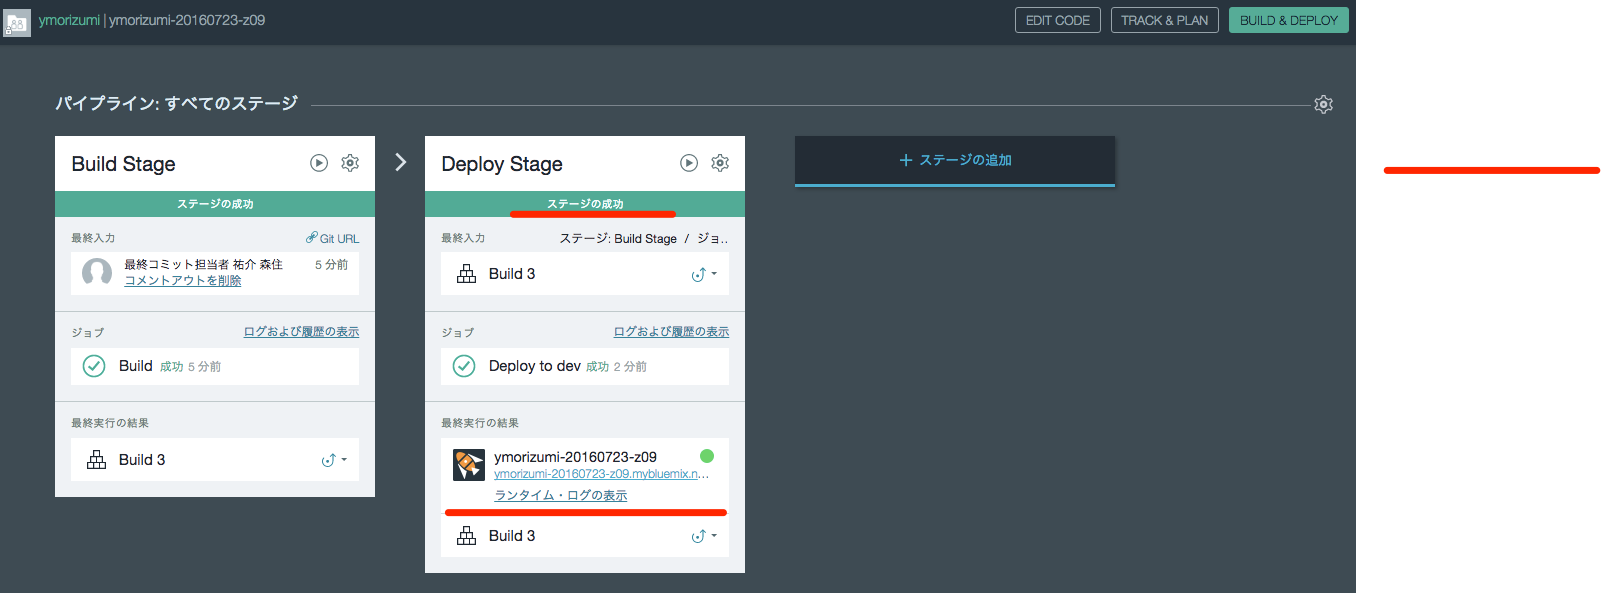 ymorizumi | ymorizumi-20160723-z09
EDIT CODE
TRACK & PLAN
BUILD & DEPLOY
パイプライン: すべてのステージ
Build Stage
ステージの成功
最終入力
Git URL
最終コミット担当者 祐介 森住
5 分前
コメントアウトを削除
ジョブ
ログおよび履歴の表示
Build 成功 5 分前
最終実行の結果
Build 3
Deploy Stage
ステージの成功
最終入力
ステージ: Build Stage / ジョ...
Build 3
ジョブ
ログおよび履歴の表示
Deploy to dev 成功 2 分前
最終実行の結果
ymorizumi-20160723-z09
ymorizumi-20160723-z09.mybluemix.n...
ランタイム・ログの表示
Build 3
+ ステージの追加